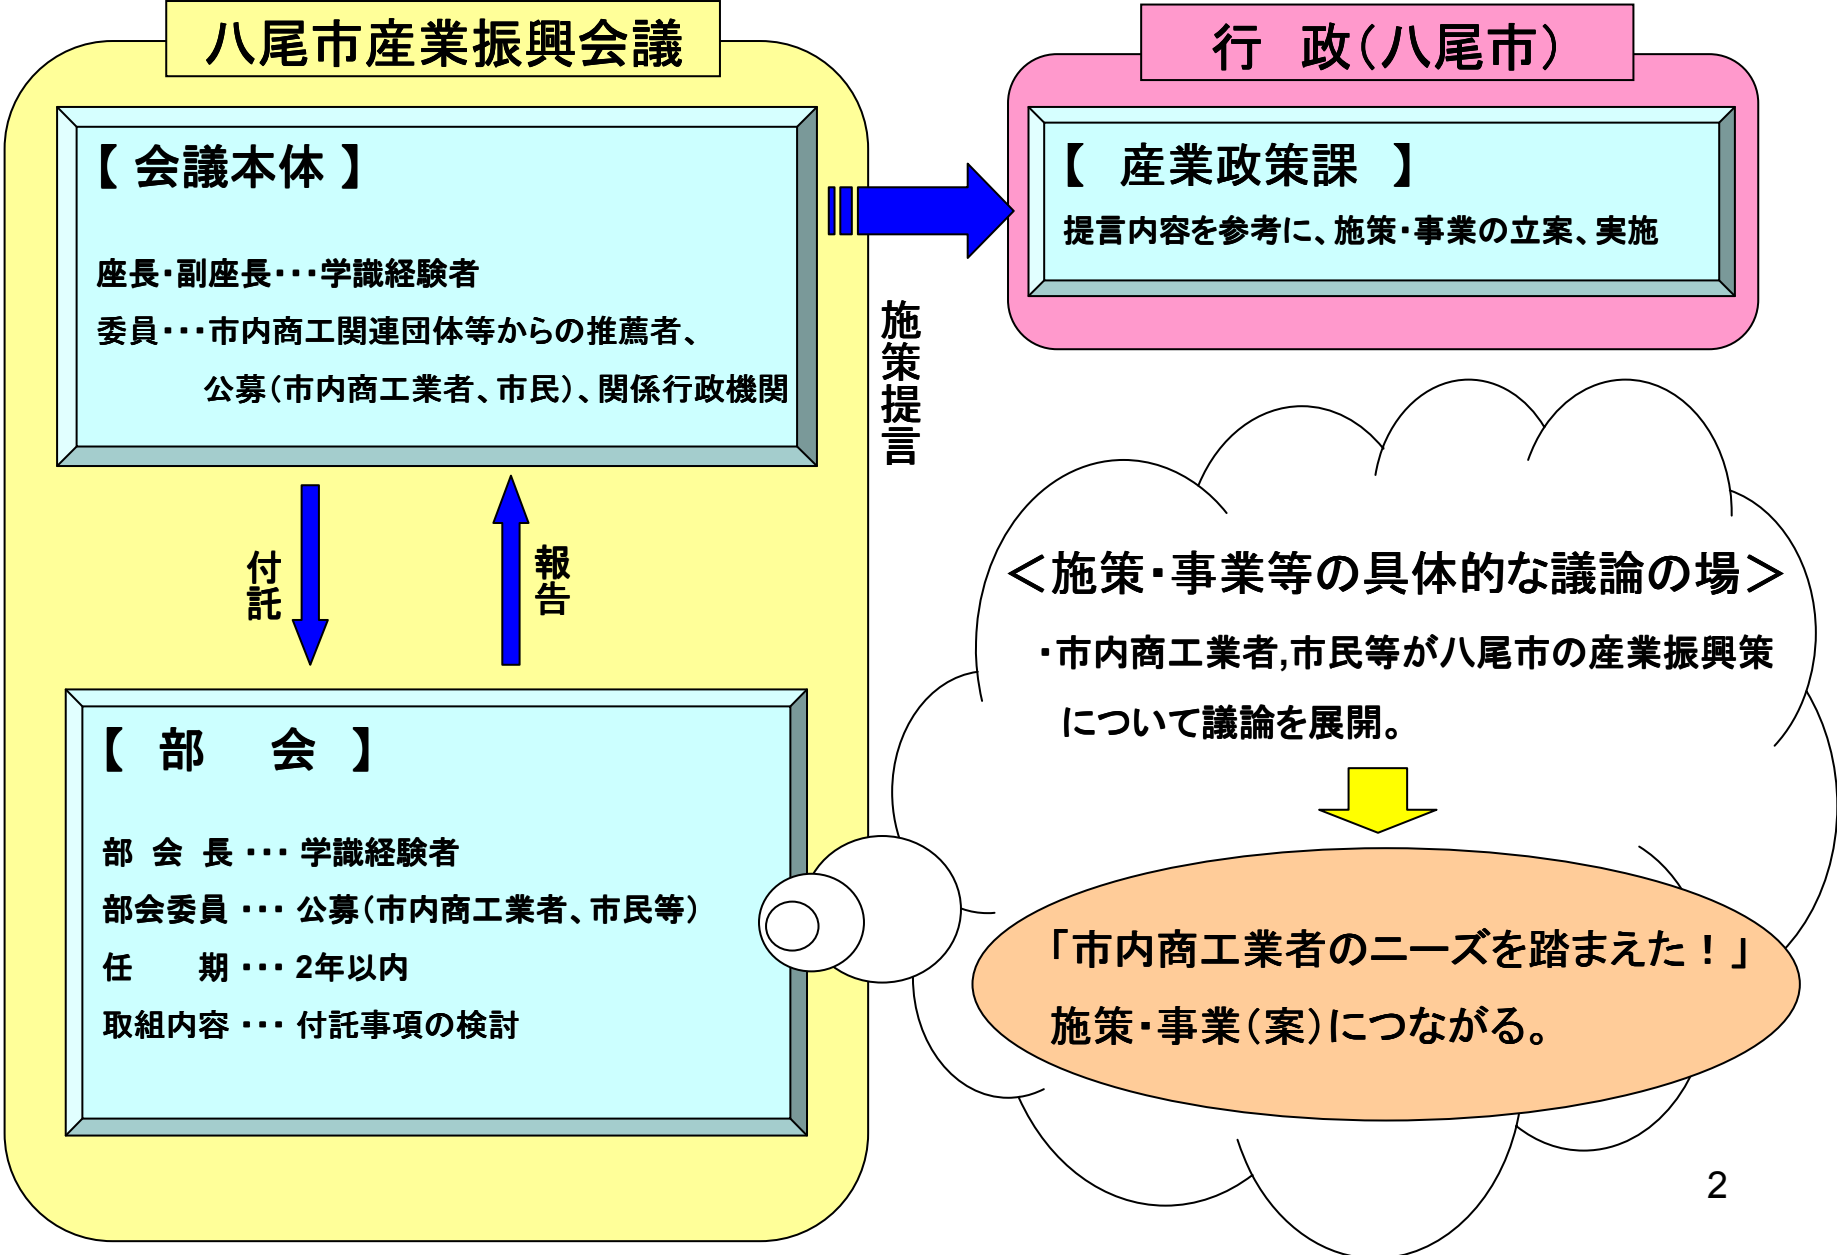 八尾市産業振興会議
【 会議本体 】
座長・副座長・・・学識経験者
委員・・・市内商工関連団体等からの推薦者、
公募（市内商工業者、市民）、関係行政機関
付託
報告
【　部　　会　】
部 会 長 ・・・ 学識経験者
部会委員 ・・・ 公募（市内商工業者、市民等）
任　　期 ・・・ 2年以内
取組内容 ・・・ 付託事項の検討
施策提言
行　政（八尾市）
【　産業政策課　】
提言内容を参考に、施策・事業の立案、実施
＜施策・事業等の具体的な議論の場＞
・市内商工業者,市民等が八尾市の産業振興策
について議論を展開。
「市内商工業者のニーズを踏まえた！」
施策・事業（案）につながる。
2